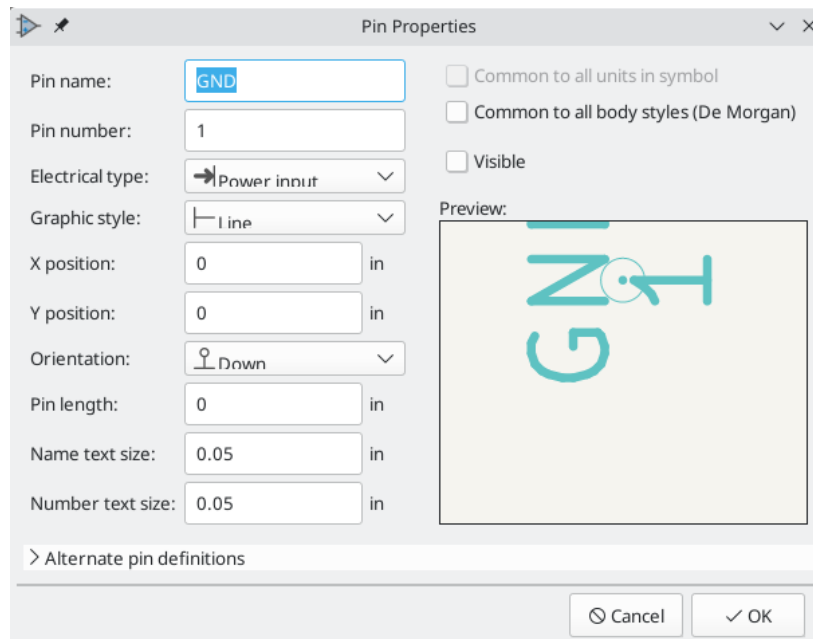 Pin Properties
Pin name:
GND
Common to all units in symbol
Common to all body styles (De Morgan)
Pin number:
1
Visible
Electrical type:
Power input
Graphic style:
Line
Preview:
GND
1
X position:
0
in
Y position:
0
in
Orientation:
Down
Pin length:
0
in
Name text size:
0.05
in
Number text size:
0.05
in
Alternate pin definitions
Cancel
OK